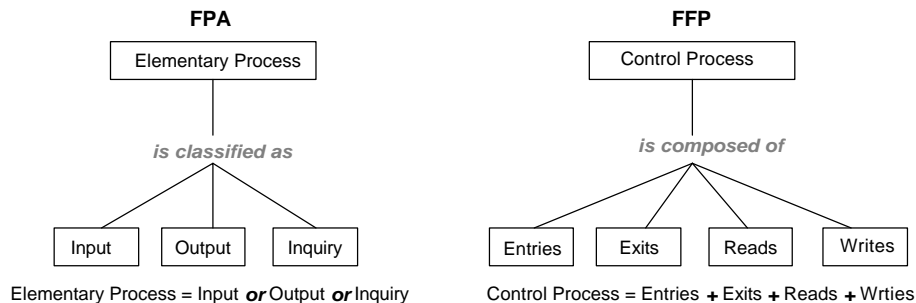 FPA
Elementary Process
is classified as
Input Output Inquiry
Elementary Process = Input or Output or Inquiry
FFP
Control Process
is composed of
Entries Exits Reads Writes
Control Process = Entries + Exits + Reads + Wrties